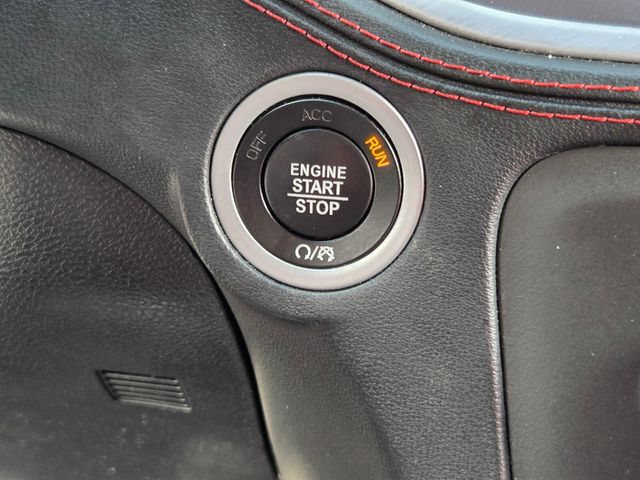 OFF
ACC
RUN
ENGINE
START
STOP